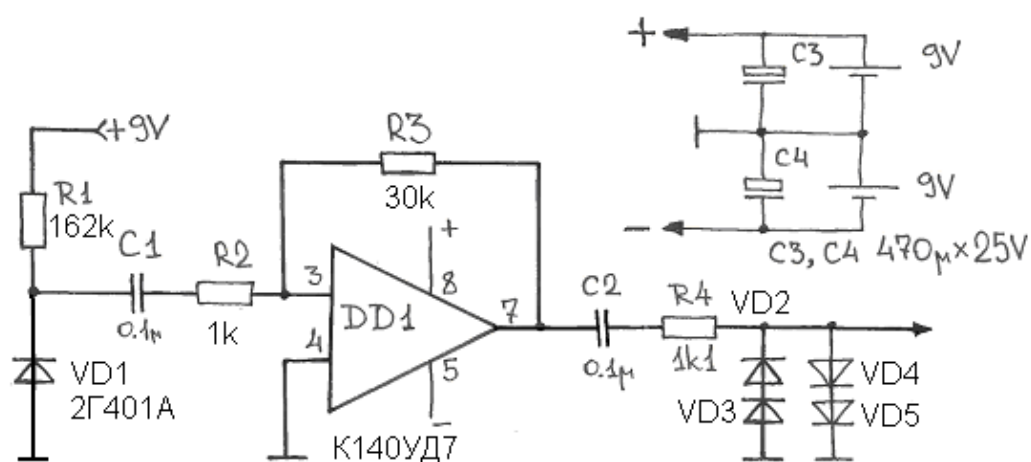 +
C3
9V
+9V
R3
30k
C4
9V
R1
162k
C1
0.1µ
R2
1k
-
C3, C4 470µ×25V
3
DD1
+
8
4
7
5
-
C2
0.1µ
R4
1k1
VD2
VD1
2Г401А
VD3
VD4
VD5
К140УД7